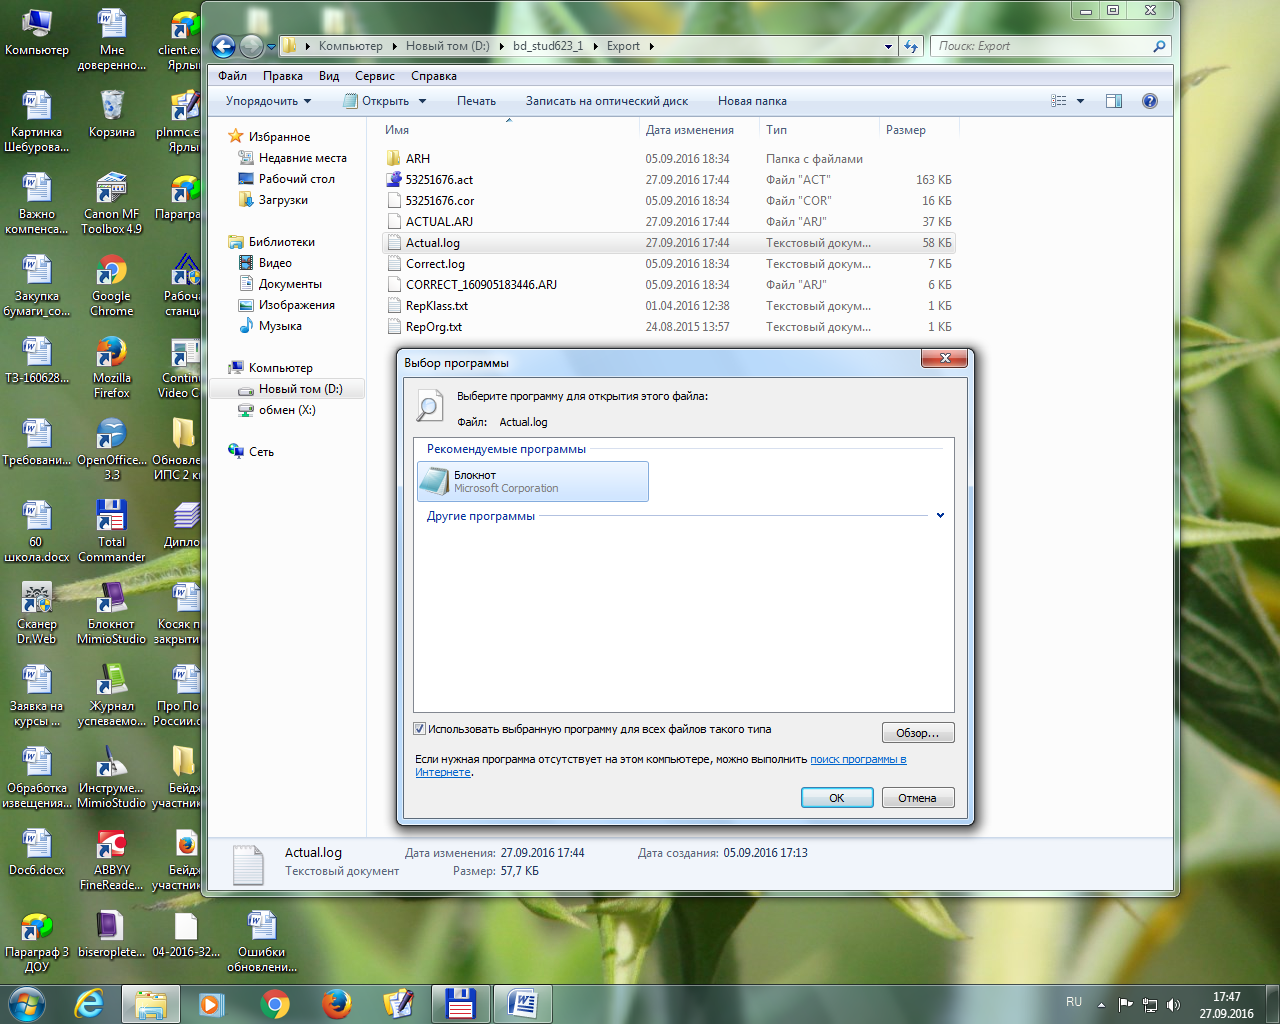 Компьютер
Мне
доверенно...
client.ex
Ярлы
Картинка
Шебурова...
Корзина
plnmc.e
Ярлы
Важно
компенса...
Canon MF
Toolbox 4.9
Парагра
Закупка
бумаги_со...
Google
Chrome
Рабоча
станци
ТЗ-160628...
Mozilla
Firefox
Contin
Video C
Требовани...
OpenOffice...
3.3
Обновле
ИПС 2 к
60
школа.docx
Total
Commander
Дипло
Сканер
Dr.Web
Блокнот
MimioStudio
Косяк п
закрыти
Заявка на
курсы ...
Журнал
успеваемо...
Про По
России.
Обработка
извещения...
Инструме...
MimioStudio
Бейдж
участник
Doc6.docx
ABBYY
FineReade...
Бейдж
участник
Параграф 3
ДОУ
biseroplete...
04-2016-32...
Ошибки
обновлени...
Компьютер
Новый том (D:)
bd_stud623_1
Export
Поиск: Export
Файл Правка Вид Сервис Справка
Упорядочить Открыть Печать Записать на оптический диск Новая папка
Избранное
Недавние места
Рабочий стол
Загрузки
Библиотеки
Видео
Документы
Изображения
Музыка
Компьютер
Новый том (D:)
обмен (X:)
Сеть
Имя Дата изменения Тип Размер
ARH 05.09.2016 18:34 Папка с файлами
53251676.act 27.09.2016 17:44 Файл "ACT" 163 КБ
53251676.cor 05.09.2016 18:34 Файл "COR" 16 КБ
ACTUAL.ARJ 27.09.2016 17:44 Файл "ARJ" 37 КБ
Actual.log 27.09.2016 17:44 Текстовый докум... 58 КБ
Correct.log 05.09.2016 18:34 Текстовый докум... 7 КБ
CORRECT_160905183446.ARJ 05.09.2016 18:34 Файл "ARJ" 6 КБ
RepKlass.txt 01.04.2016 12:38 Текстовый докум... 1 КБ
RepOrg.txt 24.08.2015 13:57 Текстовый докум... 1 КБ
Выбор программы
Выберите программу для открытия этого файла:
Файл: Actual.log
Рекомендуемые программы
Блокнот
Microsoft Corporation
Другие программы
Использовать выбранную программу для всех файлов такого типа
Обзор...
Если нужная программа отсутствует на этом компьютере, можно выполнить поиск программы в
Интернете.
ОК Отмена
Actual.log Дата изменения: 27.09.2016 17:44 Дата создания: 05.09.2016 17:13
Текстовый документ Размер: 57,7 КБ
RU
17:47
27.09.2016